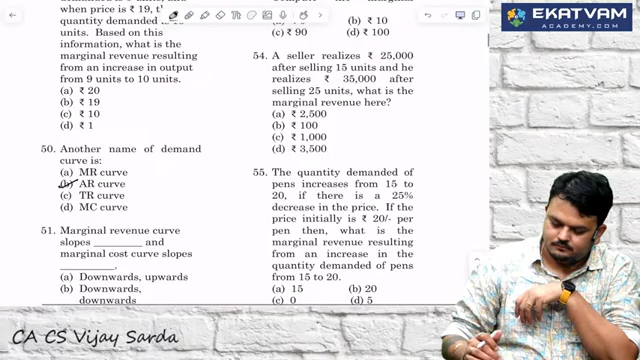 when price is ₹ 19, t'
quantity demanded is 10
units. Based on this
information, what is the
marginal revenue resulting
from an increase in output
from 9 units to 10 units.
(a) ₹ 20
(b) ₹ 19
(c) ₹ 10
(d) ₹ 1
50. Another name of demand
curve is:
(a) MR curve
(b) AR curve
(c) TR curve
(d) MC curve
51. Marginal revenue curve
slopes ________ and
marginal cost curve slopes
________.
(a) Downwards, upwards
(b) Downwards,
downwards
(b) ₹ 10
(c) ₹ 90 (d) ₹ 100
54. A seller realizes ₹ 25,000
after selling 15 units and he
realizes ₹ 35,000 after
selling 25 units, what is the
marginal revenue here?
(a) ₹ 2,500
(b) ₹ 100
(c) ₹ 1,000
(d) ₹ 3,500
55. The quantity demanded of
pens increases from 15 to
20, if there is a 25%
decrease in the price. If the
price initially is ₹ 20/- per
pen then, what is the
marginal revenue resulting
from an increase in the
quantity demanded of pens
from 15 to 20.
(a) 15 (b) 20
(c) 0 (d) 5
EKATVAM
ACADEMY.COM
CA CS Vijay Sarda